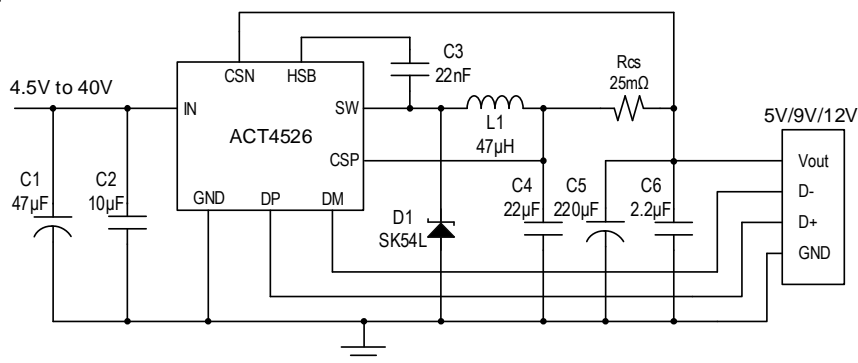 4.5V to 40V
CSN
HSB
C3
22nF
Rcs
25mΩ
IN
SW
ACT4526
L1
47μH
CSP
5V/9V/12V
Vout
D-
D+
GND
C1
47μF
C2
10μF
GND
DP
DM
D1
SK54L
C4
22μF
C5
220μF
C6
2.2μF